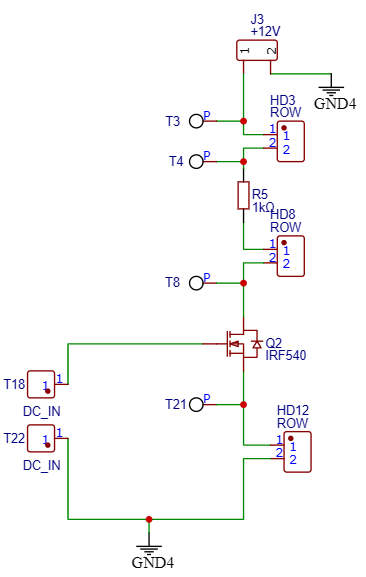 J3
+12V
1 2
GND4
HD3
ROW
T3 P
1 1
2 2
T4 P
R5
1kΩ
HD8
ROW
1 1
2 2
T8 P
Q2
IRF540
T18 1 1
DC_IN
T21 P
HD12
ROW
T22 1 1
DC_IN
1 1
2 2
GND4